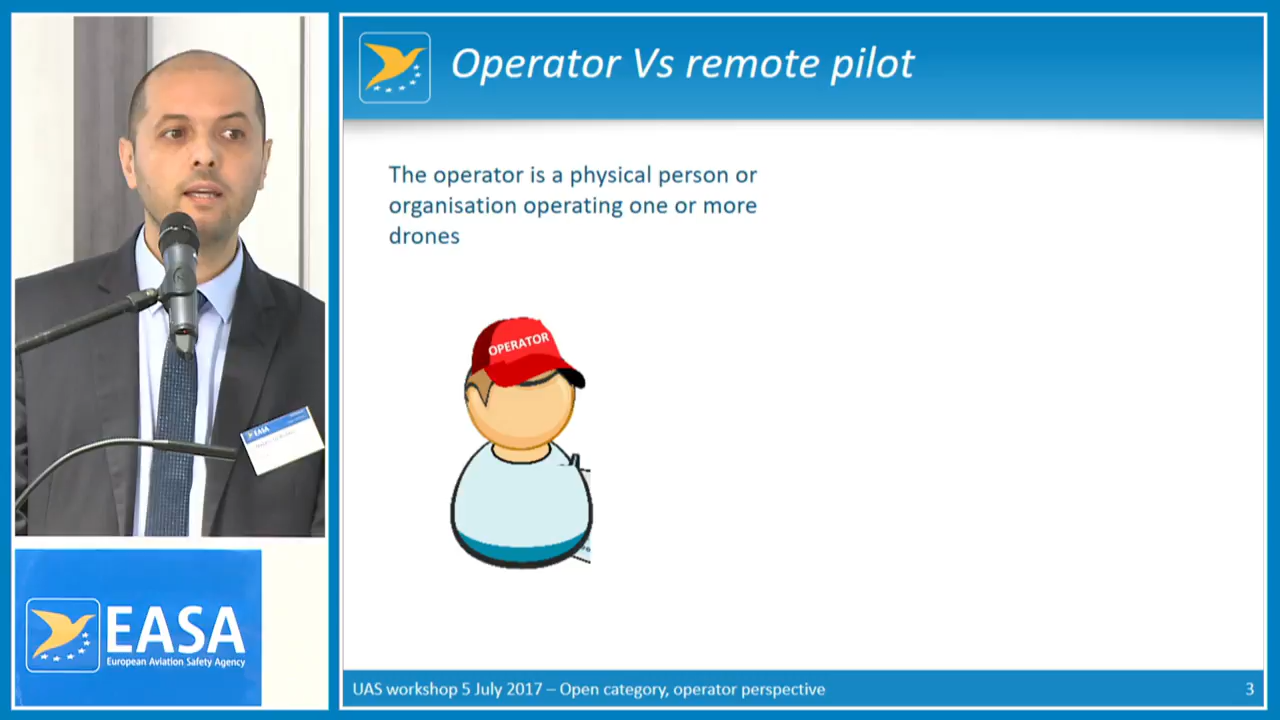 Operator Vs remote pilot
The operator is a physical person or
organisation operating one or more
drones
OPERATOR
EASA
EASA
European Aviation Safety Agency
UAS workshop 5 July 2017 – Open category, operator perspective
3